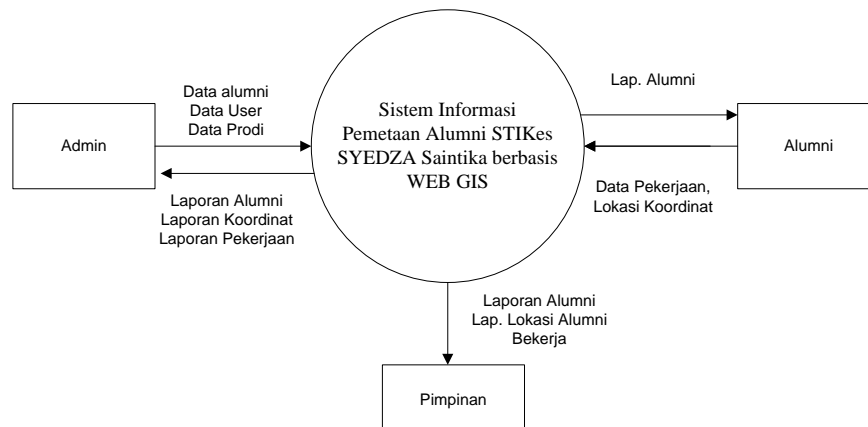 Admin
Data alumni
Data User
Data Prodi
Laporan Alumni
Laporan Koordinat
Laporan Pekerjaan
Sistem Informasi
Pemetaan Alumni STIKes
SYEDZA Saintika berbasis
WEB GIS
Lap. Alumni
Alumni
Data Pekerjaan,
Lokasi Koordinat
Laporan Alumni
Lap. Lokasi Alumni
Bekerja
Pimpinan